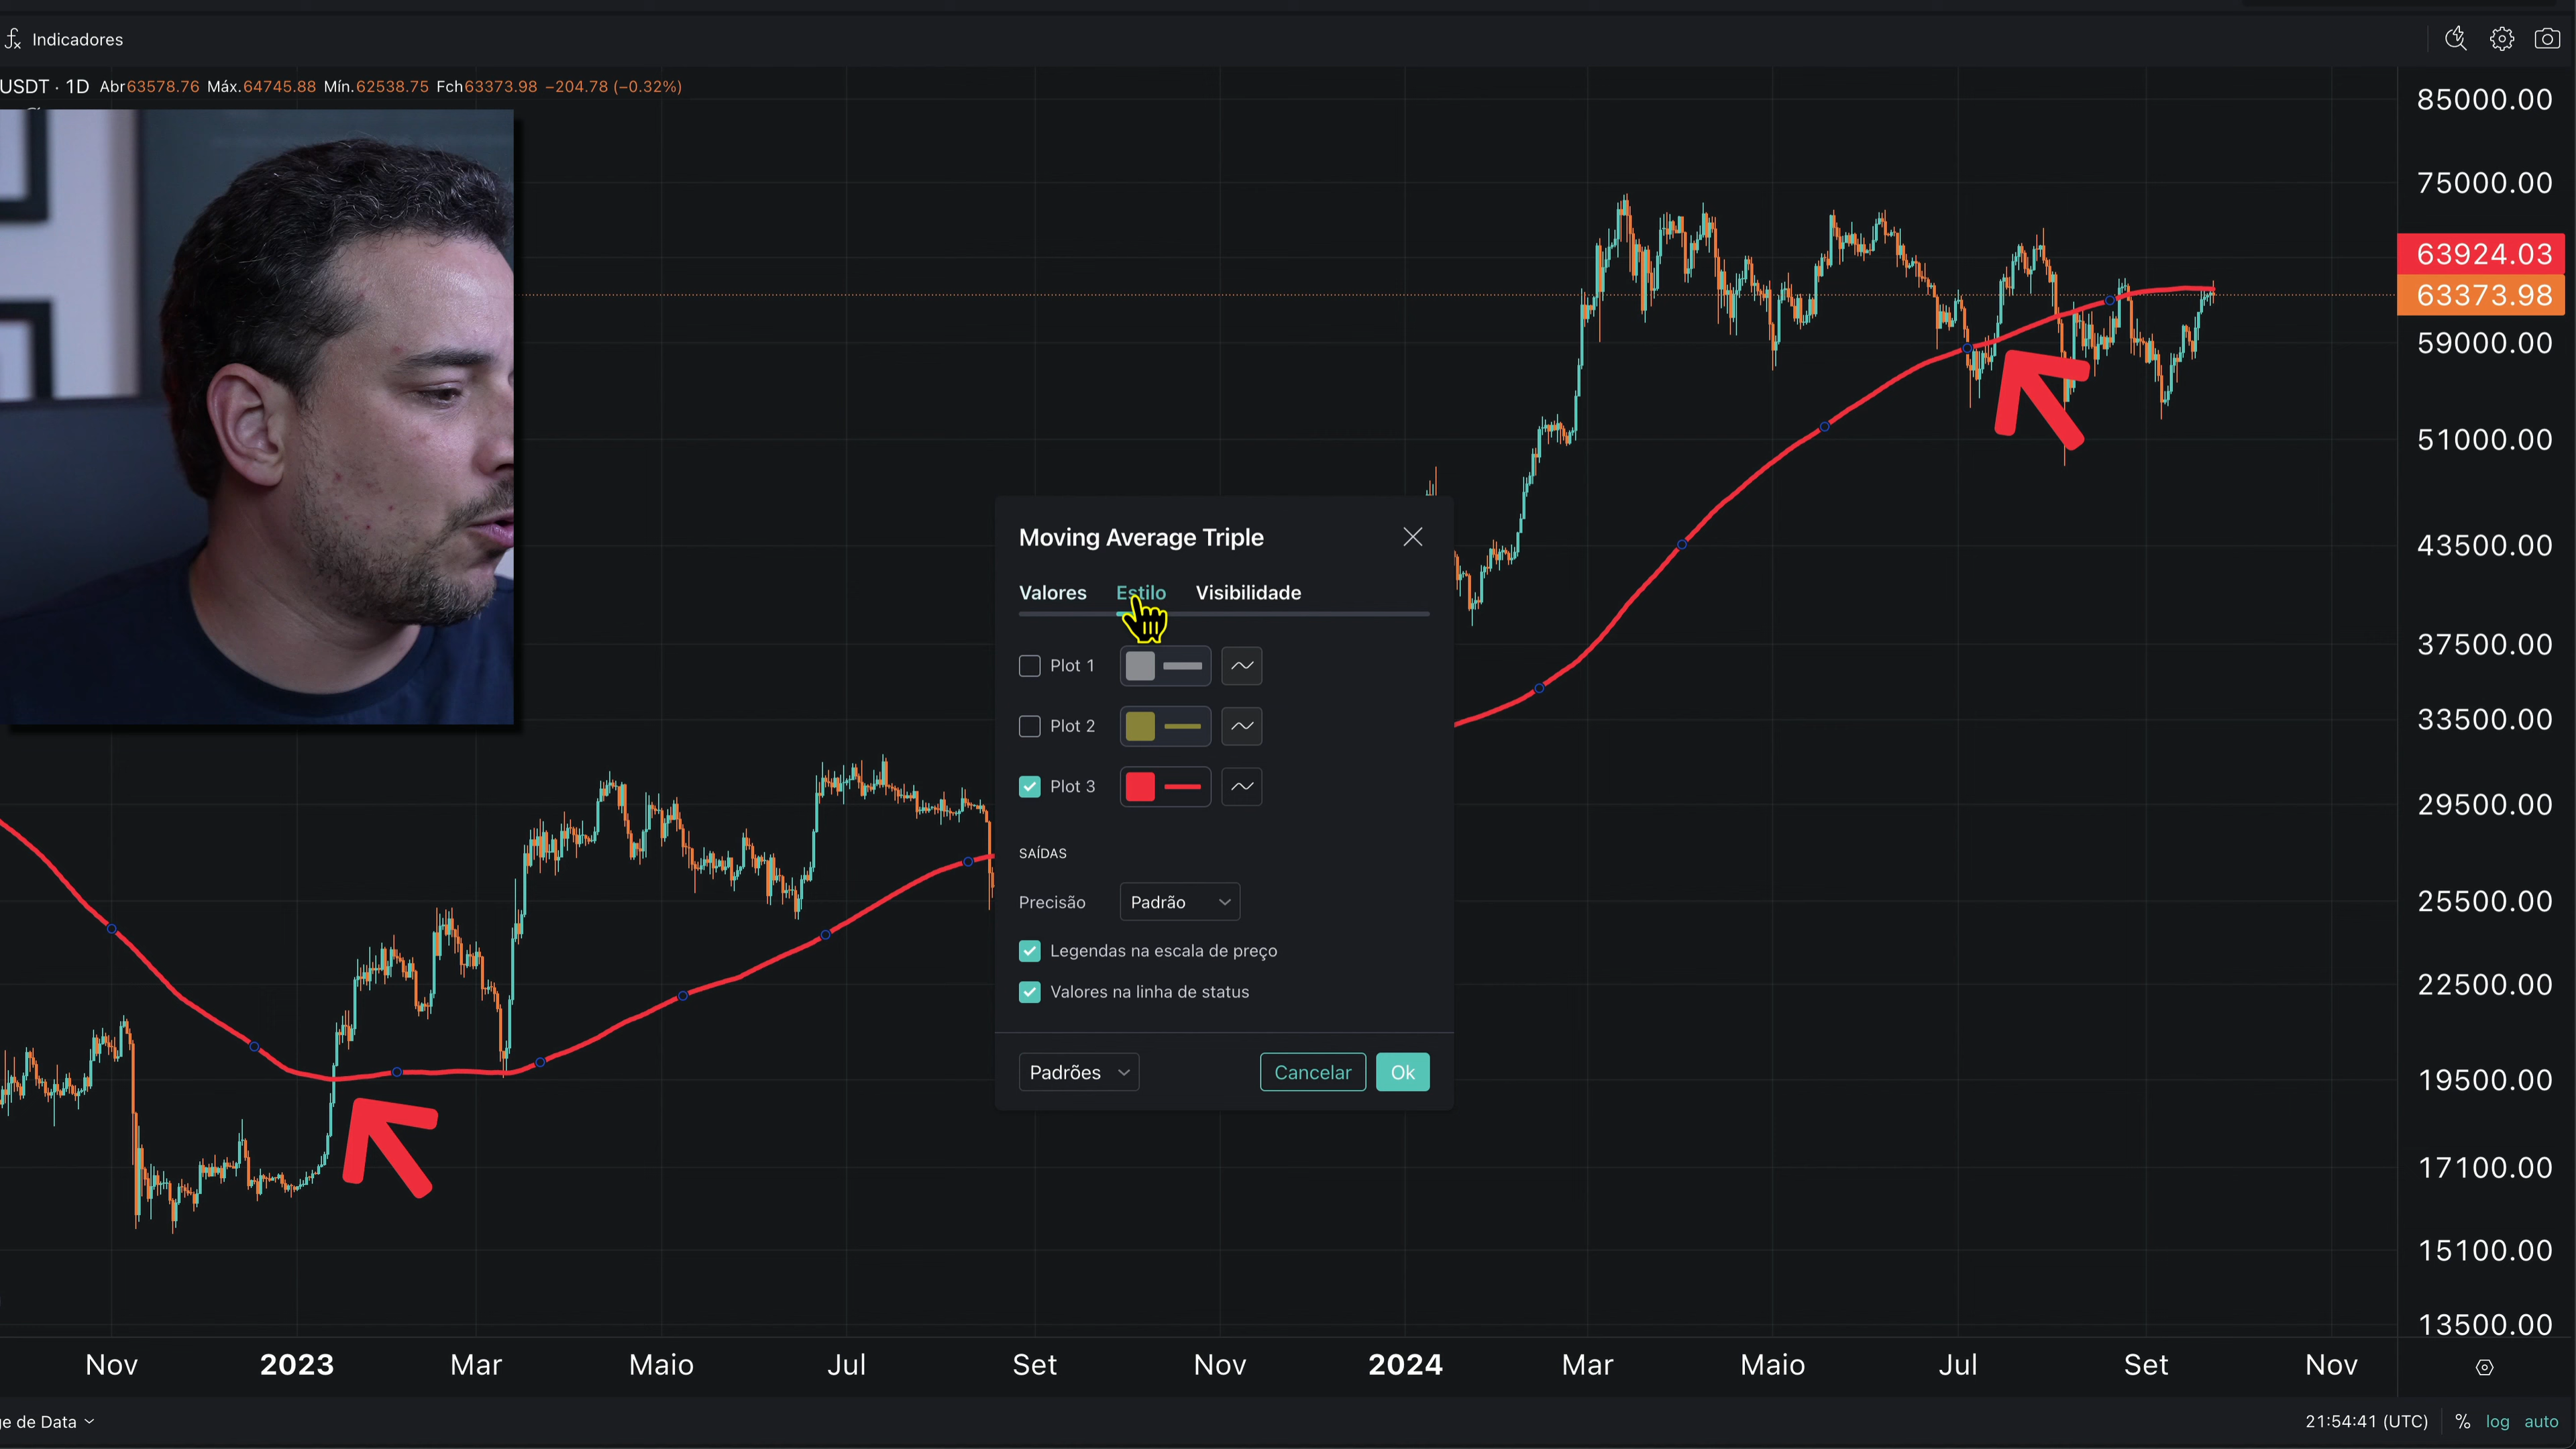 Indicadores
USDT · 1D Abr63578.76 Máx.64745.88 Mín.62538.75 Fch63373.98 −204.78 (−0.32%)
85000.00
75000.00
63924.03
63373.98
59000.00
51000.00
43500.00
37500.00
33500.00
29500.00
25500.00
22500.00
19500.00
17100.00
15100.00
13500.00
Moving Average Triple
Valores Estilo Visibilidade
Plot 1
Plot 2
Plot 3
SAÍDAS
Precisão Padrão
Legendas na escala de preço
Valores na linha de status
Padrões Cancelar Ok
Nov 2023 Mar Maio Jul Set Nov 2024 Mar Maio Jul Set Nov
de Data 21:54:41 (UTC) % log auto